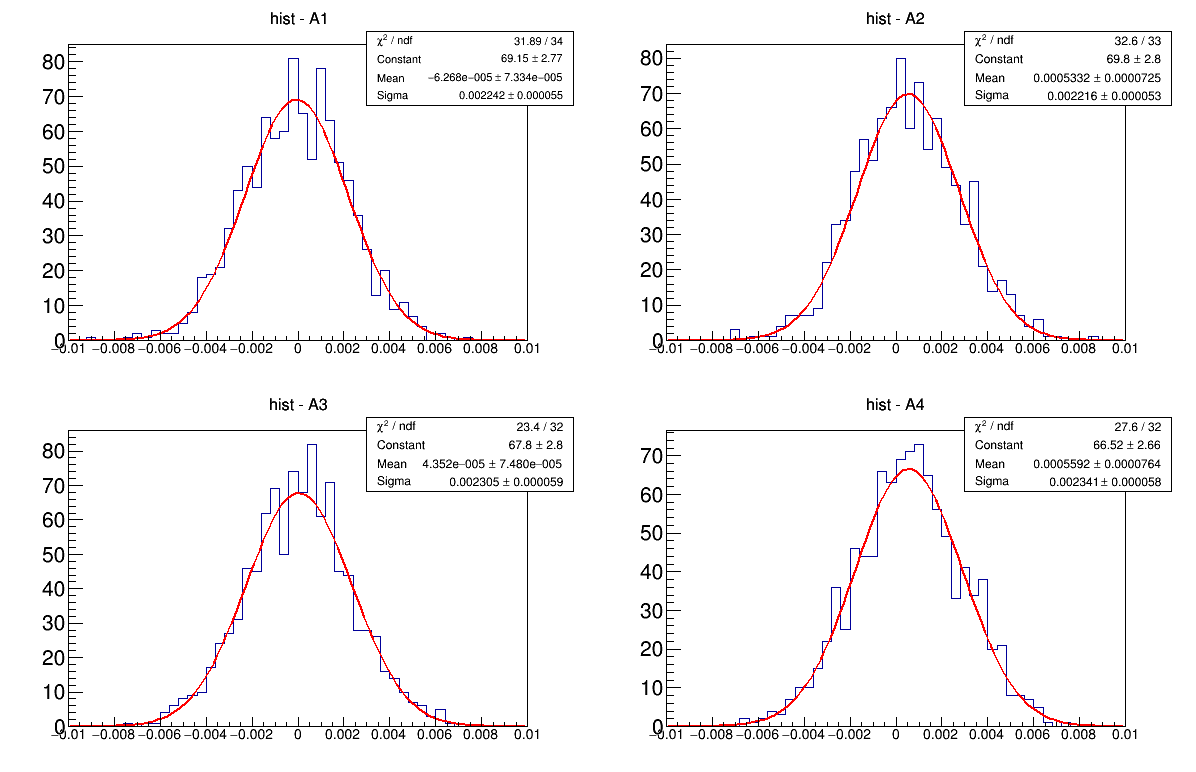 hist - A1
χ² / ndf 31.89 / 34
Constant 69.15 ± 2.77
Mean −6.268e−005 ± 7.334e−005
Sigma 0.002242 ± 0.000055
80
70
60
50
40
30
20
10
0
−0.01 −0.008 −0.006 −0.004 −0.002 0 0.002 0.004 0.006 0.008 0.01
hist - A2
χ² / ndf 32.6 / 33
Constant 69.8 ± 2.8
Mean 0.0005332 ± 0.0000725
Sigma 0.002216 ± 0.000053
80
70
60
50
40
30
20
10
0
−0.01 −0.008 −0.006 −0.004 −0.002 0 0.002 0.004 0.006 0.008 0.01
hist - A3
χ² / ndf 23.4 / 32
Constant 67.8 ± 2.8
Mean 4.352e−005 ± 7.480e−005
Sigma 0.002305 ± 0.000059
80
70
60
50
40
30
20
10
0
−0.01 −0.008 −0.006 −0.004 −0.002 0 0.002 0.004 0.006 0.008 0.01
hist - A4
χ² / ndf 27.6 / 32
Constant 66.52 ± 2.66
Mean 0.0005592 ± 0.0000764
Sigma 0.002341 ± 0.000058
70
60
50
40
30
20
10
0
−0.01 −0.008 −0.006 −0.004 −0.002 0 0.002 0.004 0.006 0.008 0.01